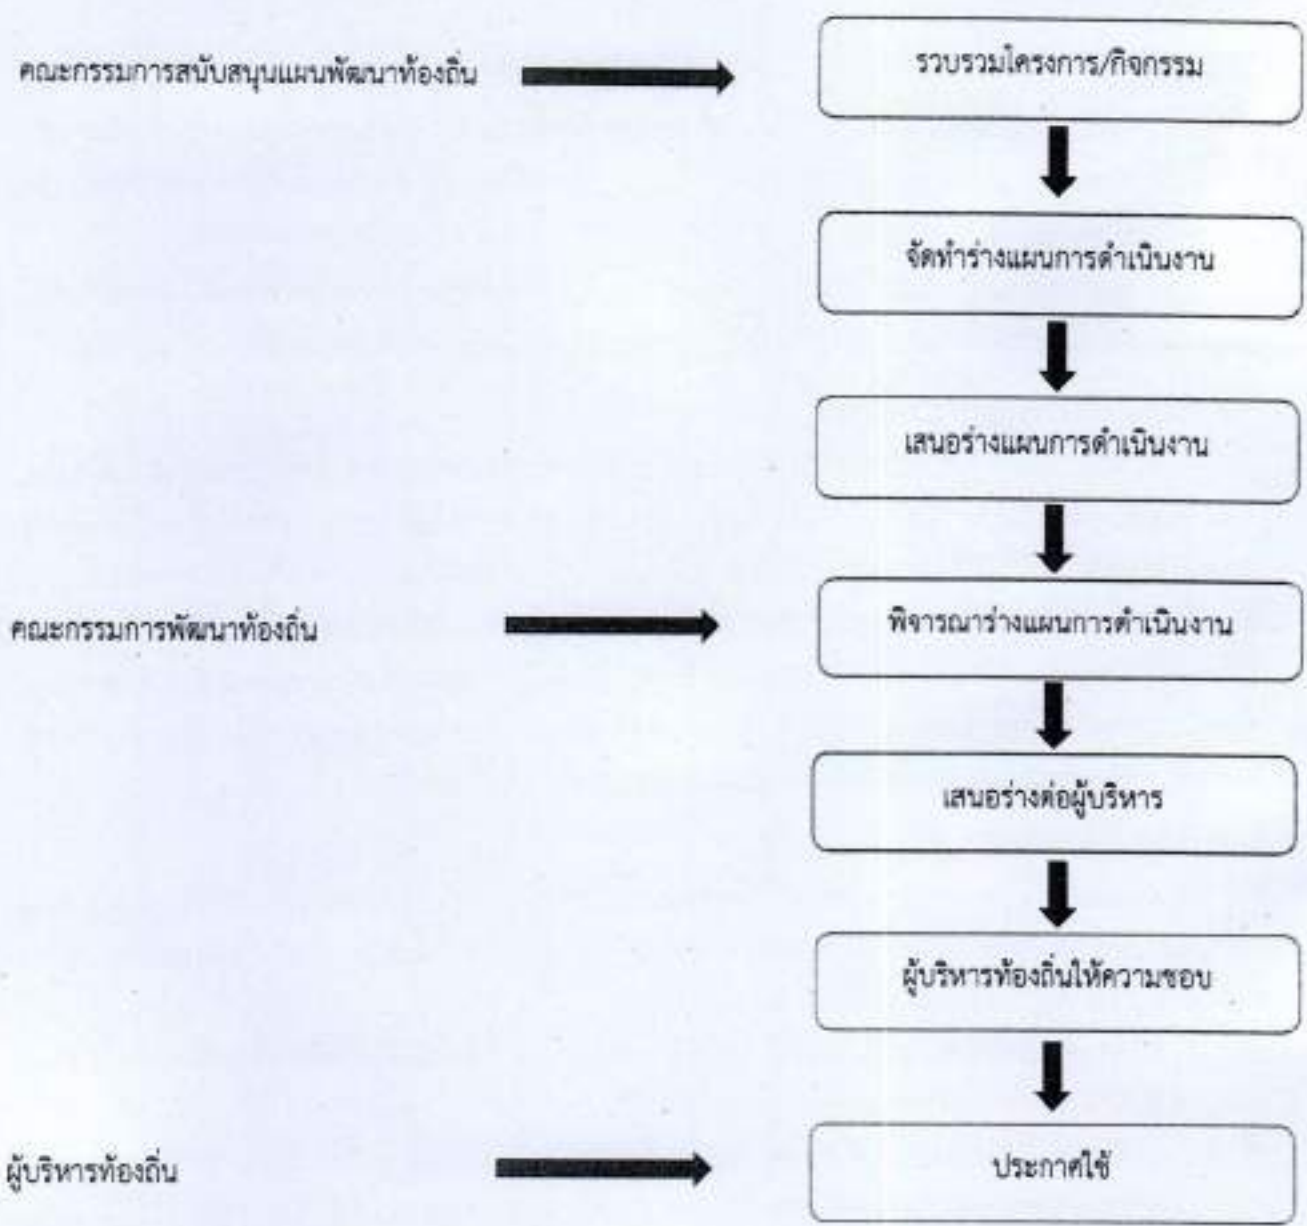 คณะกรรมการสนับสนุนแผนพัฒนาท้องถิ่น
รวบรวมโครงการ/กิจกรรม
จัดทำร่างแผนการดำเนินงาน
เสนอร่างแผนการดำเนินงาน
คณะกรรมการพัฒนาท้องถิ่น
พิจารณาร่างแผนการดำเนินงาน
เสนอร่างต่อผู้บริหาร
ผู้บริหารท้องถิ่นให้ความชอบ
ผู้บริหารท้องถิ่น
ประกาศใช้